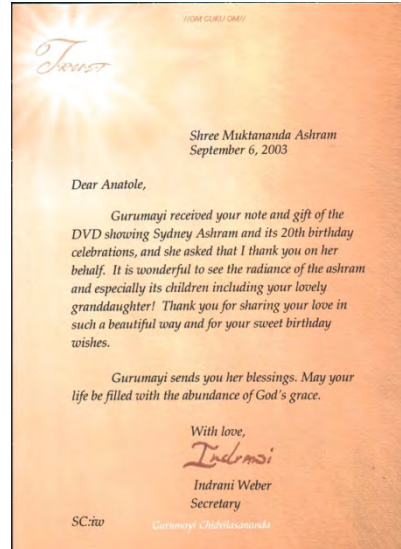 //OM GURU OM//
Trust
Shree Muktananda Ashram
September 6, 2003
Dear Anatole,
Gurumayi received your note and gift of the
DVD showing Sydney Ashram and its 20th birthday
celebrations, and she asked that I thank you on her
behalf. It is wonderful to see the radiance of the ashram
and especially its children including your lovely
granddaughter! Thank you for sharing your love in
such a beautiful way and for your sweet birthday
wishes.
Gurumayi sends you her blessings. May your
life be filled with the abundance of God's grace.
With love,
Indrani
Indrani Weber
Secretary
SC:iw
Gurumayi Chidvilasananda